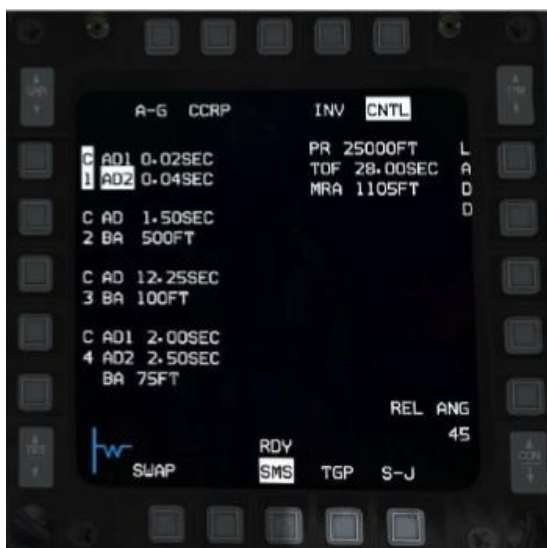 A-G CCRP INV CNTL
C AD1 0.02SEC
1 AD2 0.04SEC
PR 25000FT
TOF 28.00SEC
MRA 1105FT
L
A
D
D
C AD 1.50SEC
2 BA 500FT
C AD 12.25SEC
3 BA 100FT
C AD1 2.00SEC
4 AD2 2.50SEC
BA 75FT
REL ANG
45
RDY
W
SWAP SMS TGP S-J